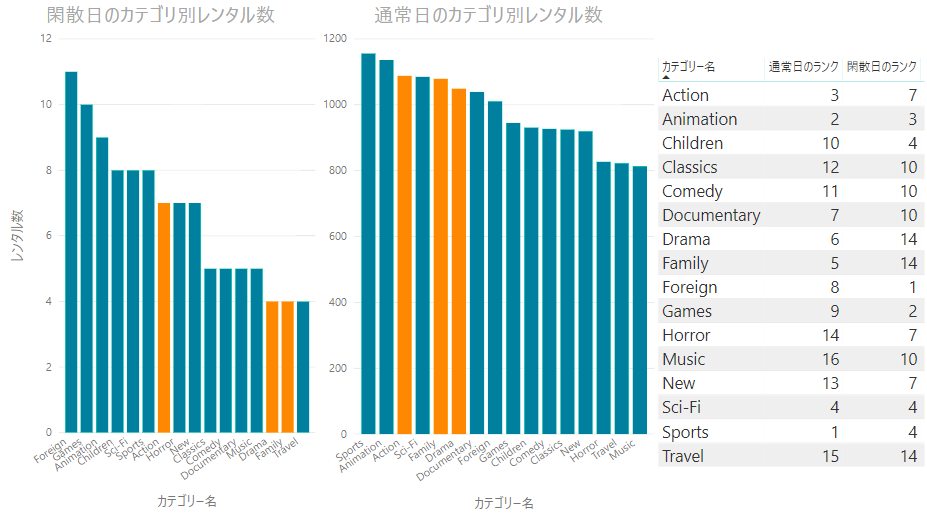 閑散日のカテゴリ別レンタル数
12
10
8
6
4
2
0
レンタル数
Foreign
Games
Animation
Children
Sci-Fi
Sports
Action
Horror
New
Classics
Comedy
Documentary
Music
Drama
Family
Travel
カテゴリー名
通常日のカテゴリ別レンタル数
1200
1000
800
600
400
200
0
Sports
Animation
Action
Sci-Fi
Family
Drama
Documentary
Foreign
Games
Children
Comedy
Classics
New
Horror
Travel
Music
カテゴリー名
カテゴリー名 通常日のランク 閑散日のランク
Action 3 7
Animation 2 3
Children 10 4
Classics 12 10
Comedy 11 10
Documentary 7 10
Drama 6 14
Family 5 14
Foreign 8 1
Games 9 2
Horror 14 7
Music 16 10
New 13 7
Sci-Fi 4 4
Sports 1 4
Travel 15 14